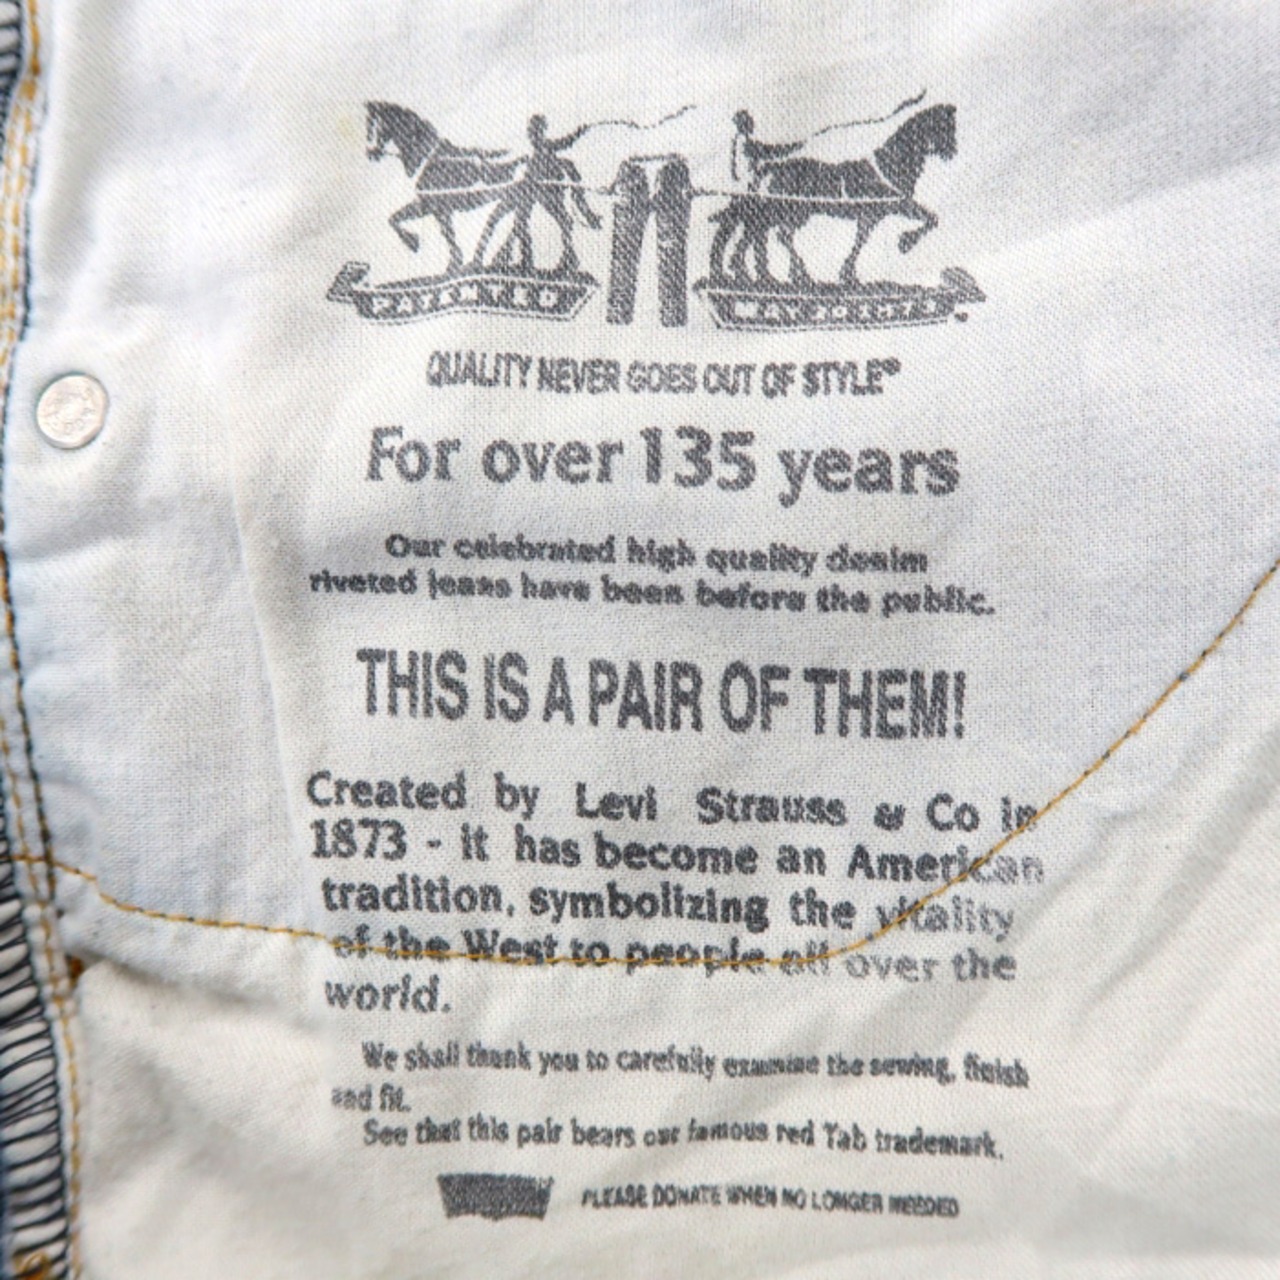 PATENTED
MAY 20 1873
QUALITY NEVER GOES OUT OF STYLE®
For over 135 years
Our celebrated high quality denim
riveted jeans have been before the public.
THIS IS A PAIR OF THEM!
Created by Levi Strauss & Co in
1873 - it has become an American
tradition, symbolizing the vitality
of the West to people all over the
world.
We shall thank you to carefully examine the sewing, finish
and fit.
See that this pair bears our famous red Tab trademark.
PLEASE DONATE WHEN NO LONGER NEEDED